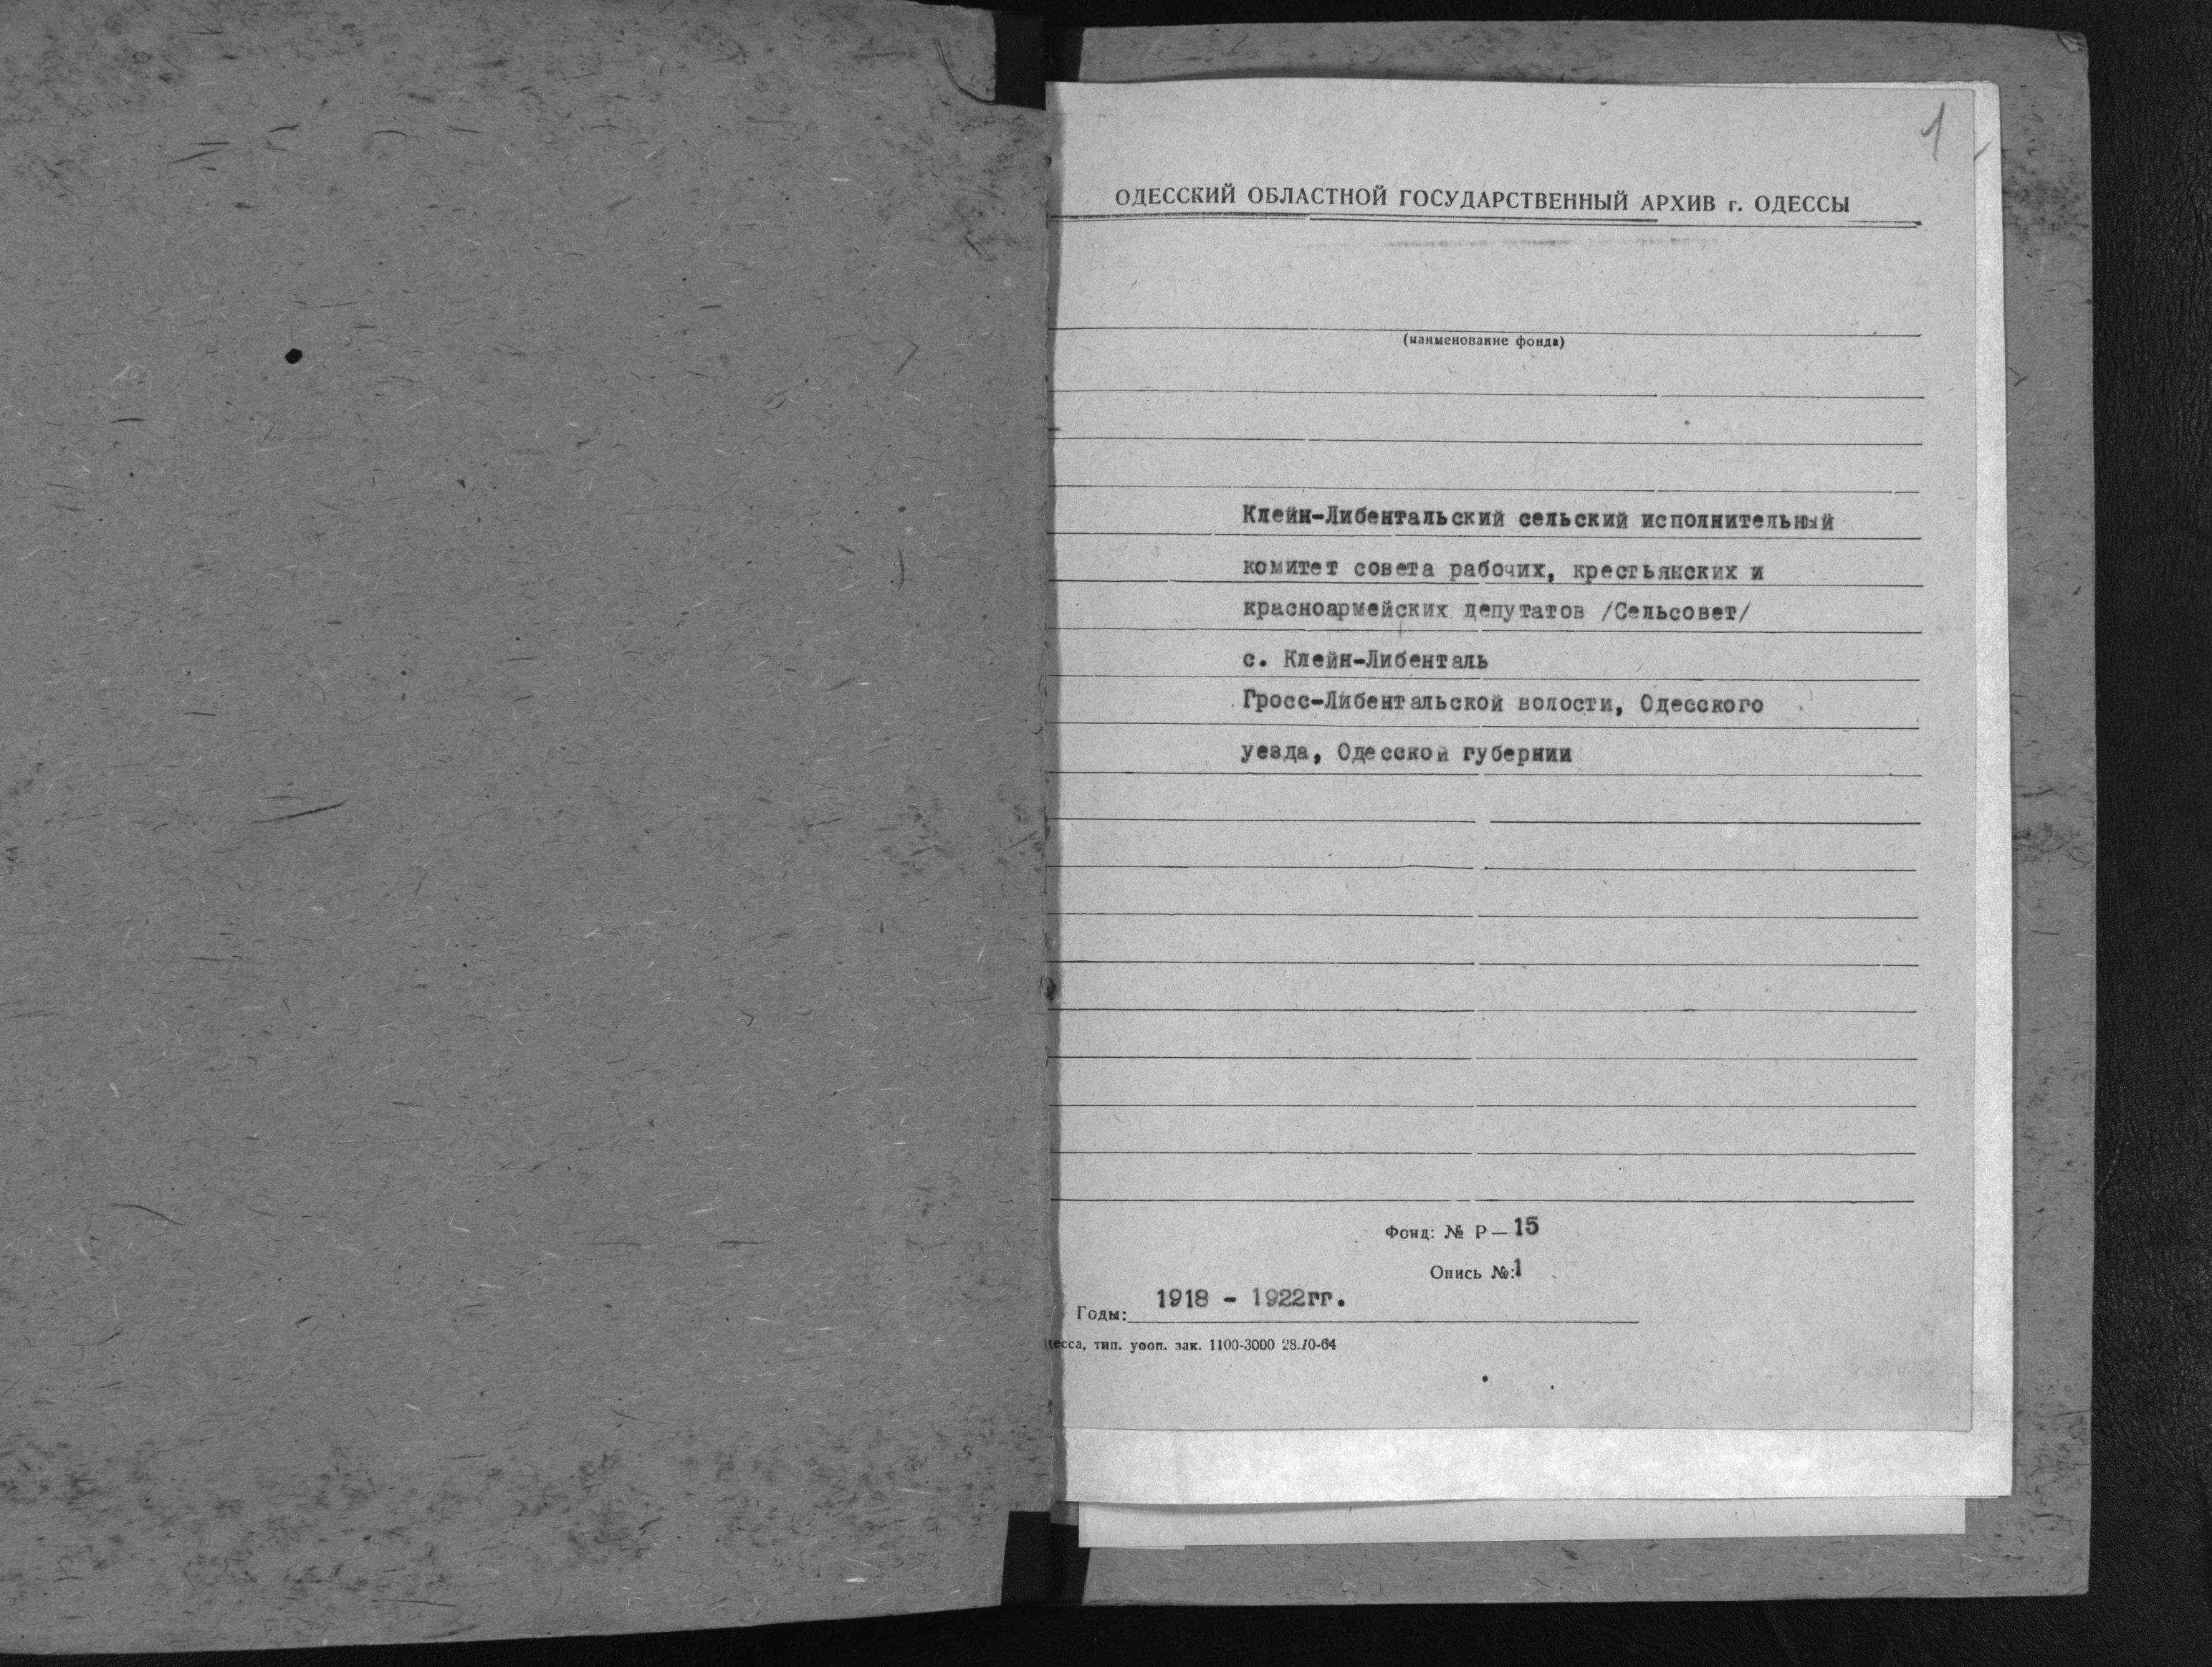 1
ОДЕССКИЙ ОБЛАСТНОЙ ГОСУДАРСТВЕННЫЙ АРХИВ г. ОДЕССЫ
(наименование фонда)
Клейн-Либентальский сельский исполнительный
комитет совета рабочих, крестьянских и
красноармейских депутатов /Сельсовет/
с. Клейн-Либенталь
Гросс-Либентальской волости, Одесского
уезда, Одесской губернии
Фонд: № Р — 15
Опись №: 1
Годы: 1918 - 1922гг.
тип. уооп. зак. 1100-3000 28.10-64